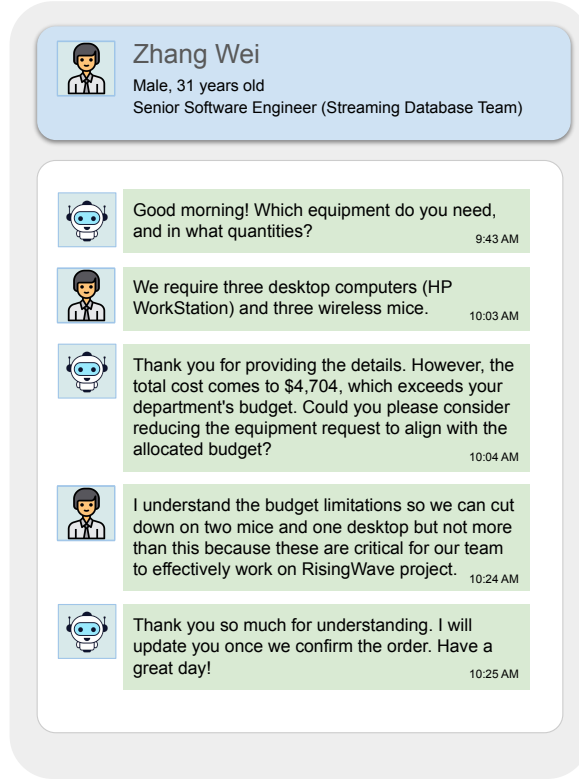 Zhang Wei
Male, 31 years old
Senior Software Engineer (Streaming Database Team)
Good morning! Which equipment do you need,
and in what quantities?
9:43 AM
We require three desktop computers (HP
WorkStation) and three wireless mice.
10:03 AM
Thank you for providing the details. However, the
total cost comes to $4,704, which exceeds your
department's budget. Could you please consider
reducing the equipment request to align with the
allocated budget?
10:04 AM
I understand the budget limitations so we can cut
down on two mice and one desktop but not more
than this because these are critical for our team
to effectively work on RisingWave project.
10:24 AM
Thank you so much for understanding. I will
update you once we confirm the order. Have a
great day!
10:25 AM